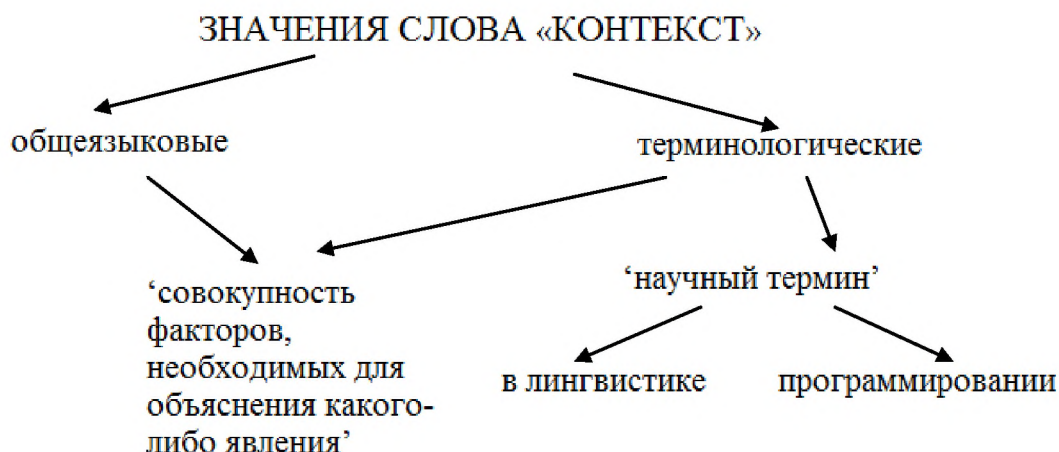 ЗНАЧЕНИЯ СЛОВА «КОНТЕКСТ»
общеязыковые
терминологические
‘совокупность
факторов,
необходимых для
объяснения какого-
либо явления’
‘научный термин’
в лингвистике
программировании